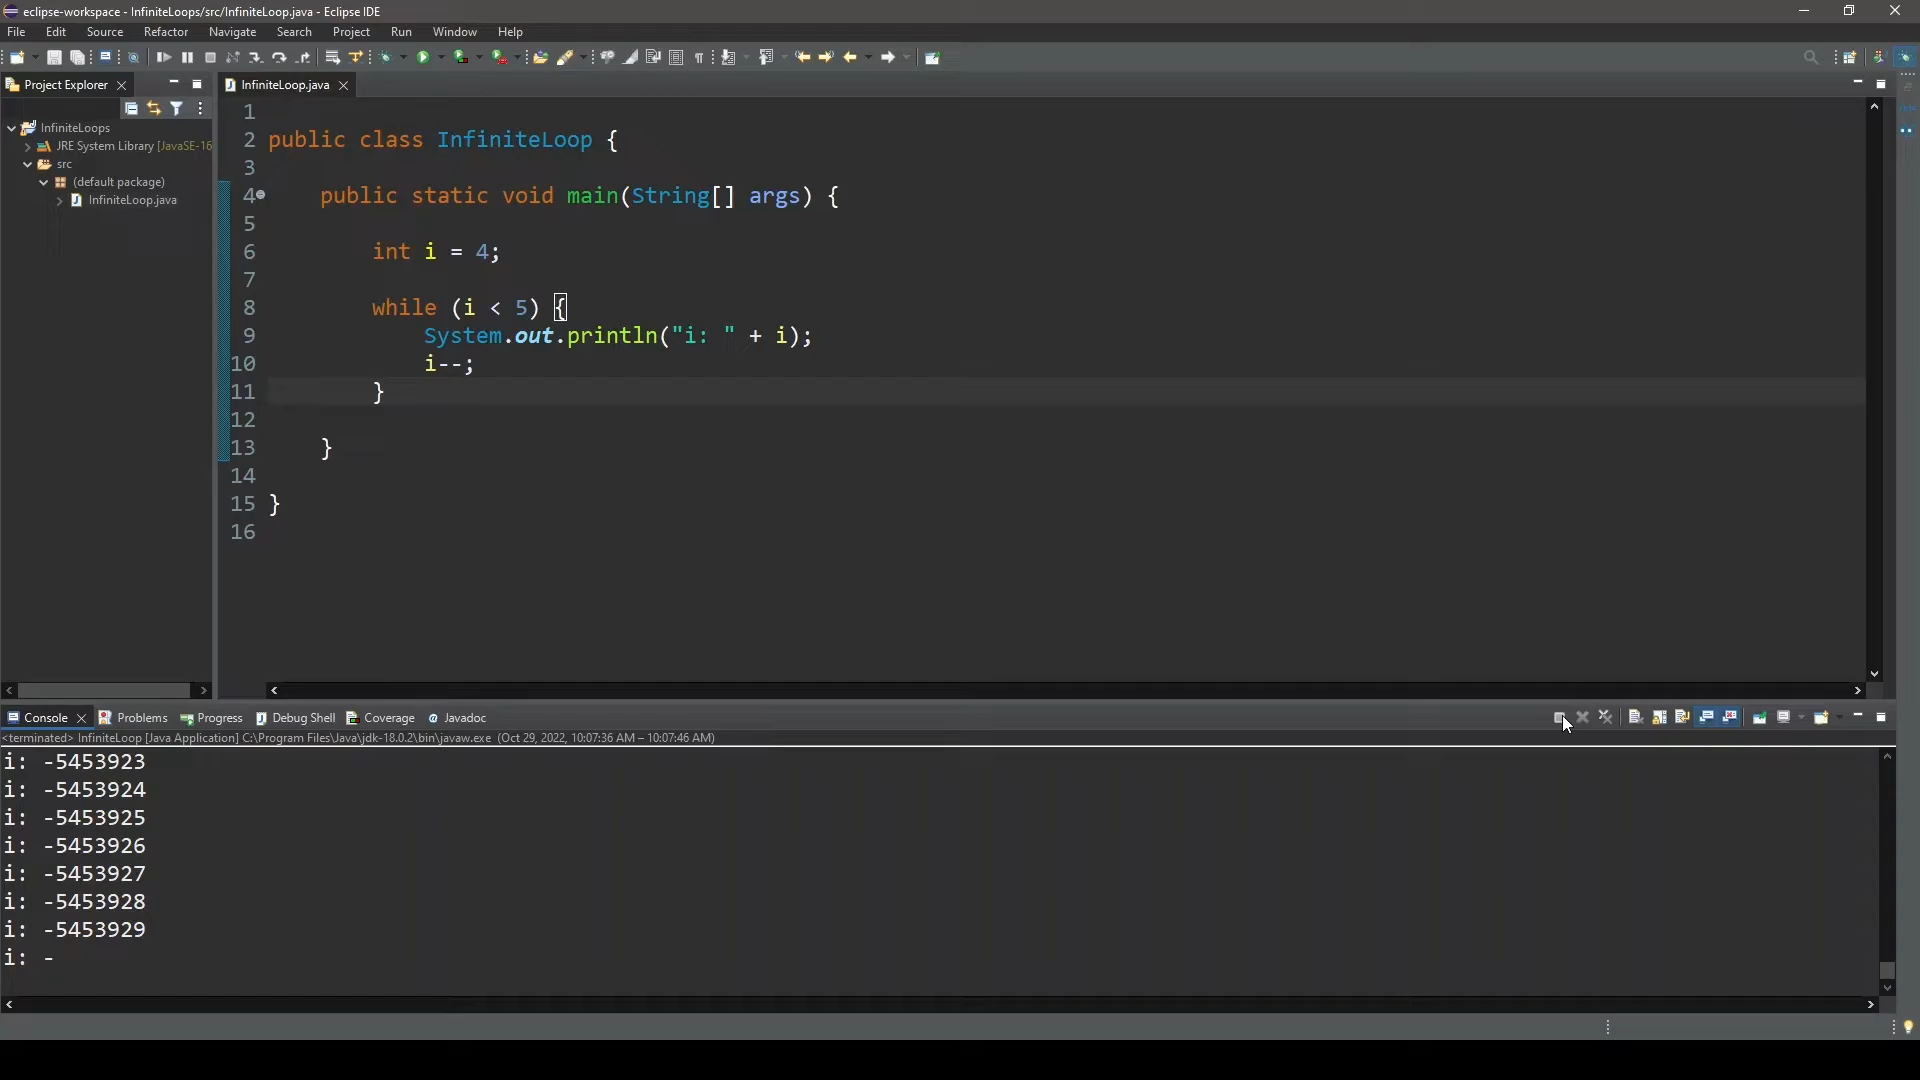 eclipse-workspace - InfiniteLoops/src/InfiniteLoop.java - Eclipse IDE
File Edit Source Refactor Navigate Search Project Run Window Help
Project Explorer
InfiniteLoop.java
InfiniteLoops
JRE System Library [JavaSE-16
src
(default package)
InfiniteLoop.java
1
2 public class InfiniteLoop {
3
4 public static void main(String[] args) {
5
6 int i = 4;
7
8 while (i < 5) {
9 System.out.println("i: " + i);
10 i--;
11 }
12
13 }
14
15 }
16
Console Problems Progress Debug Shell Coverage Javadoc
<terminated> InfiniteLoop [Java Application] C:\Program Files\Java\jdk-18.0.2\bin\javaw.exe (Oct 29, 2022, 10:07:36 AM – 10:07:46 AM)
i: -5453923
i: -5453924
i: -5453925
i: -5453926
i: -5453927
i: -5453928
i: -5453929
i: -